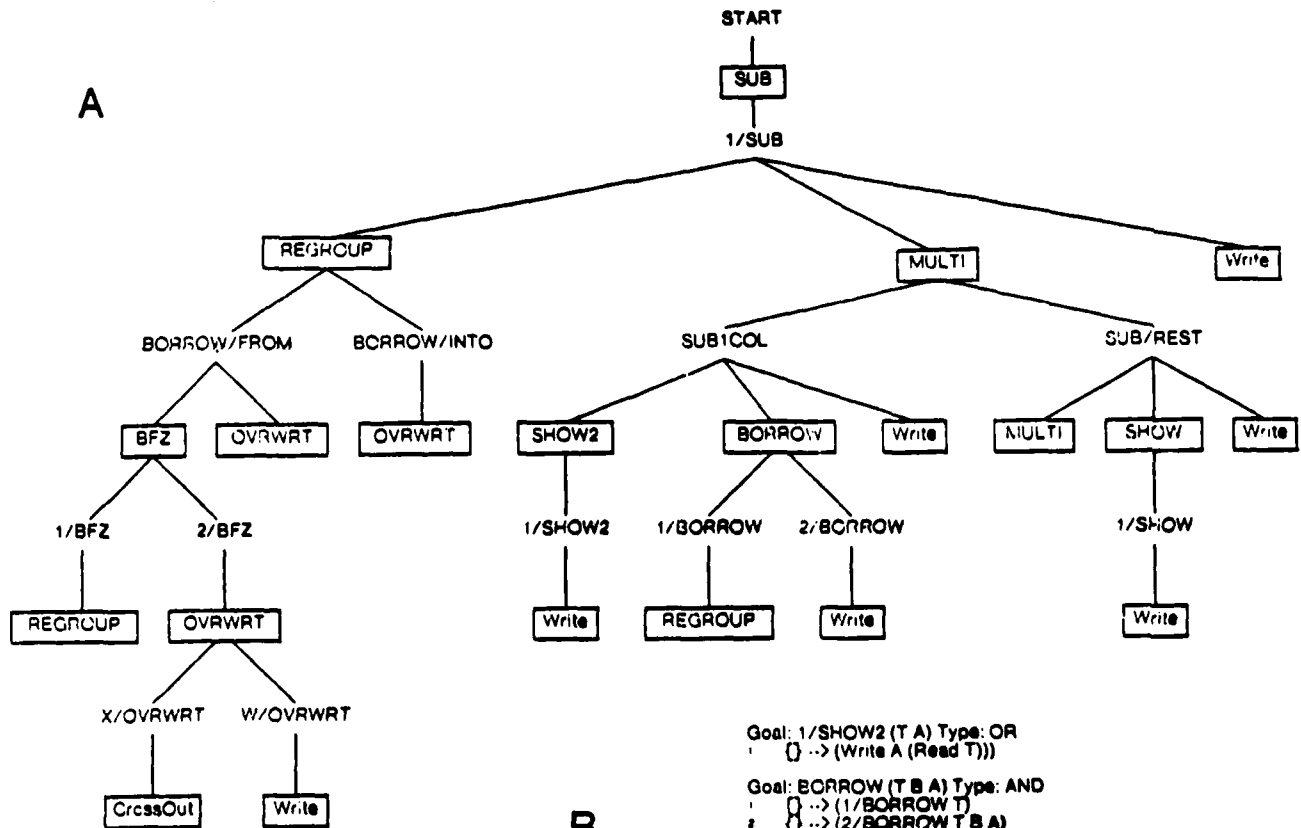 START
SUB
A
1/SUB
REGROUP MULTI Write
BORROW/FROM BORROW/INTO SUB1COL SUB/REST
BFZ OVRWRT OVRWRT SHOW2 BORROW Write MULTI SHOW Write
1/BFZ 2/BFZ 1/SHOW2 1/BORROW 2/BORROW 1/SHOW
REGROUP OVRWRT Write REGROUP Write Write
X/OVRWRT W/OVRWRT
CrossOut Write
Goal: 1/SHOW2 (T A) Type: OR
1 {} --> (Write A (Read T)))
Goal: BORROW (T B A) Type: AND
1 {} --> (1/BORROW T)
2 {} --> (2/BORROW T B A)